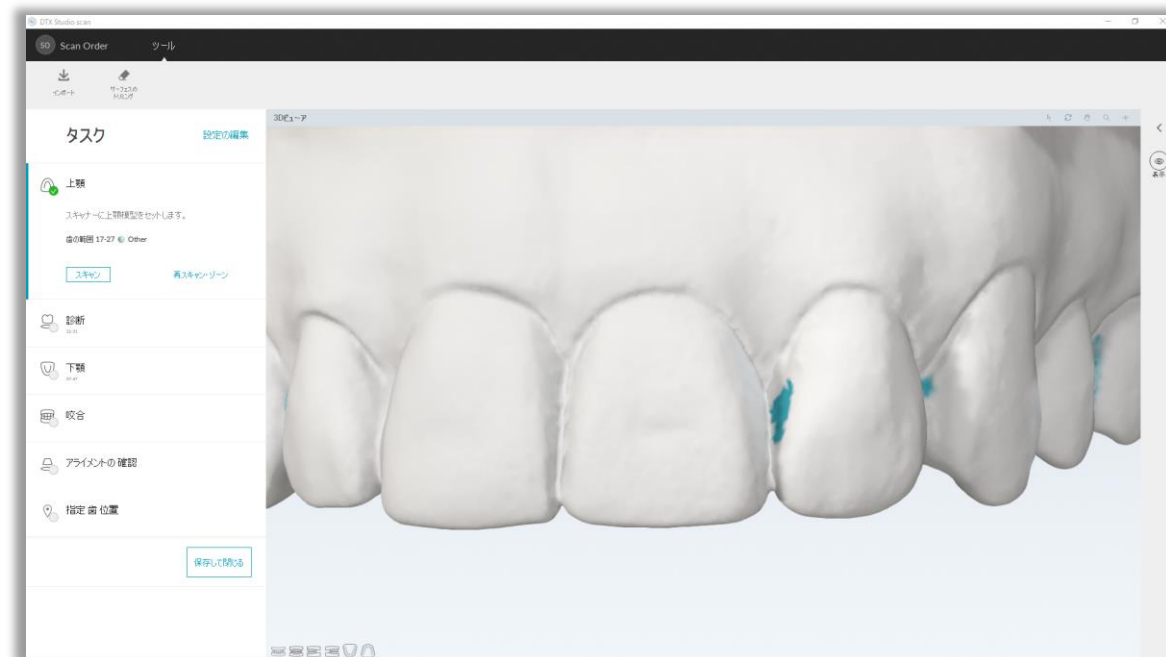 DTX Studio scan
SO Scan Order ツール
インポート
サーフェスの
トリミング
タスク 設定の編集
3Dビューア
上顎
スキャナーに上顎模型をセットします。
歯の範囲 17-27 Other
スキャン 再スキャン・ゾーン
診断
下顎
咬合
アライメントの 確認
指定 歯 位置
保存して閉じる
表示